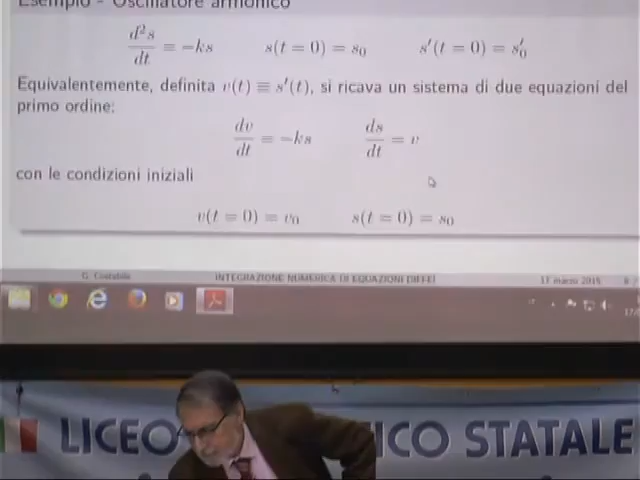 Esempio - Oscillatore armonico
d²s/dt ≡ -ks s(t = 0) = s₀ s′(t = 0) = s′₀
Equivalentemente, definita v(t) ≡ s′(t), si ricava un sistema di due equazioni del
primo ordine:
dv/dt ≡ -ks ds/dt = v
con le condizioni iniziali
v(t = 0) = v₀ s(t = 0) = s₀
INTEGRAZIONE NUMERICA DI EQUAZIONI DIFFE
LICEO ICO STATALE